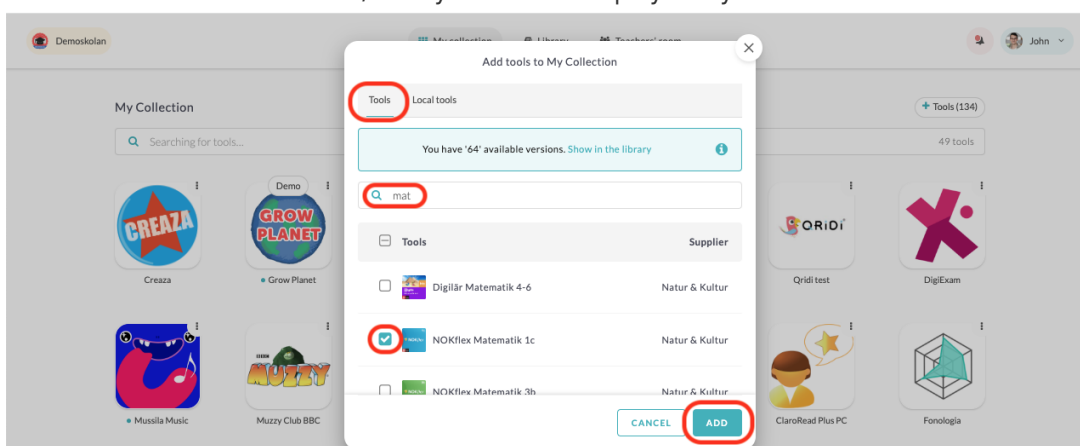 Demoskolan
My collection Library Teachers' room
John
Add tools to My Collection
My Collection
+ Tools (134)
Tools Local tools
Searching for tools...
49 tools
You have '64' available versions. Show in the library
mat
Tools Supplier
Demo
CREAZA
GROW PLANET
QRIDI
Creaza
Grow Planet
Qridi test
DigiExam
Digilär Matematik 4-6 Natur & Kultur
NOKflex Matematik 1c Natur & Kultur
NOKflex Matematik 3b Natur & Kultur
MUZZY
CANCEL ADD
Mussila Music
Muzzy Club BBC
ClaroRead Plus PC
Fonologia